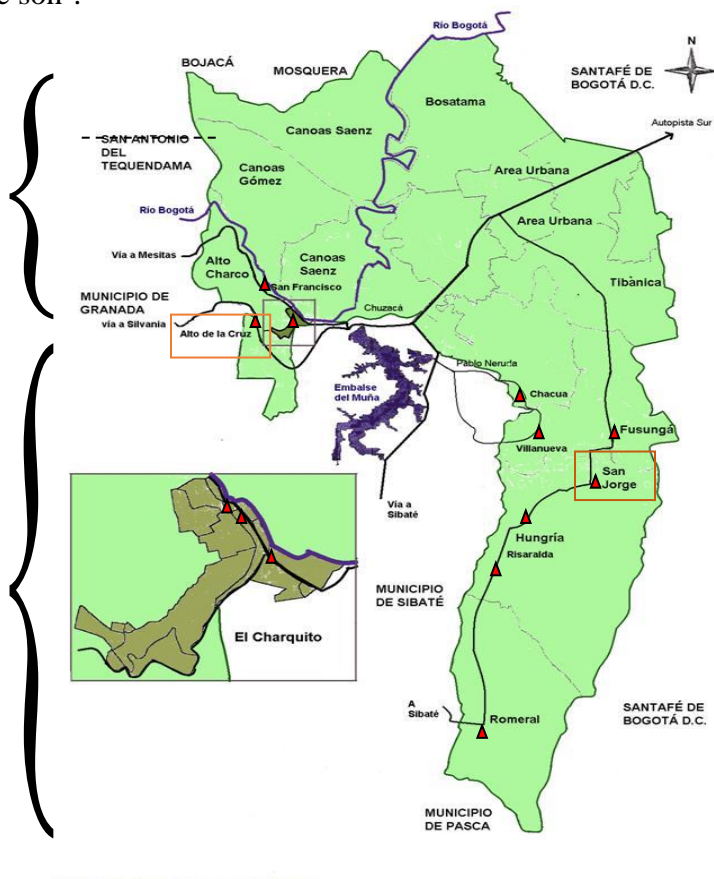 Río Bogotá
BOJACÁ
MOSQUERA
N
SANTAFÉ DE
BOGOTÁ D.C.
Bosatama
Autopista Sur
Canoas Saenz
SAN ANTONIO
DEL
TEQUENDAMA
Canoas
Gómez
Area Urbana
Río Bogotá
Area Urbana
Vía a Mesitas
Alto
Charco
Canoas
Saenz
San Francisco
Tibanica
MUNICIPIO DE
GRANADA
vía a Silvania
Chuzacá
Alto de la Cruz
Pablo Neruda
Embalse
del Muña
Chacua
Fusungá
Villanueva
San
Jorge
Vía a
Sibaté
Hungría
Risaralda
MUNICIPIO
DE SIBATÉ
El Charquito
A
Sibaté
Romeral
SANTAFÉ DE
BOGOTÁ D.C.
MUNICIPIO
DE PASCA